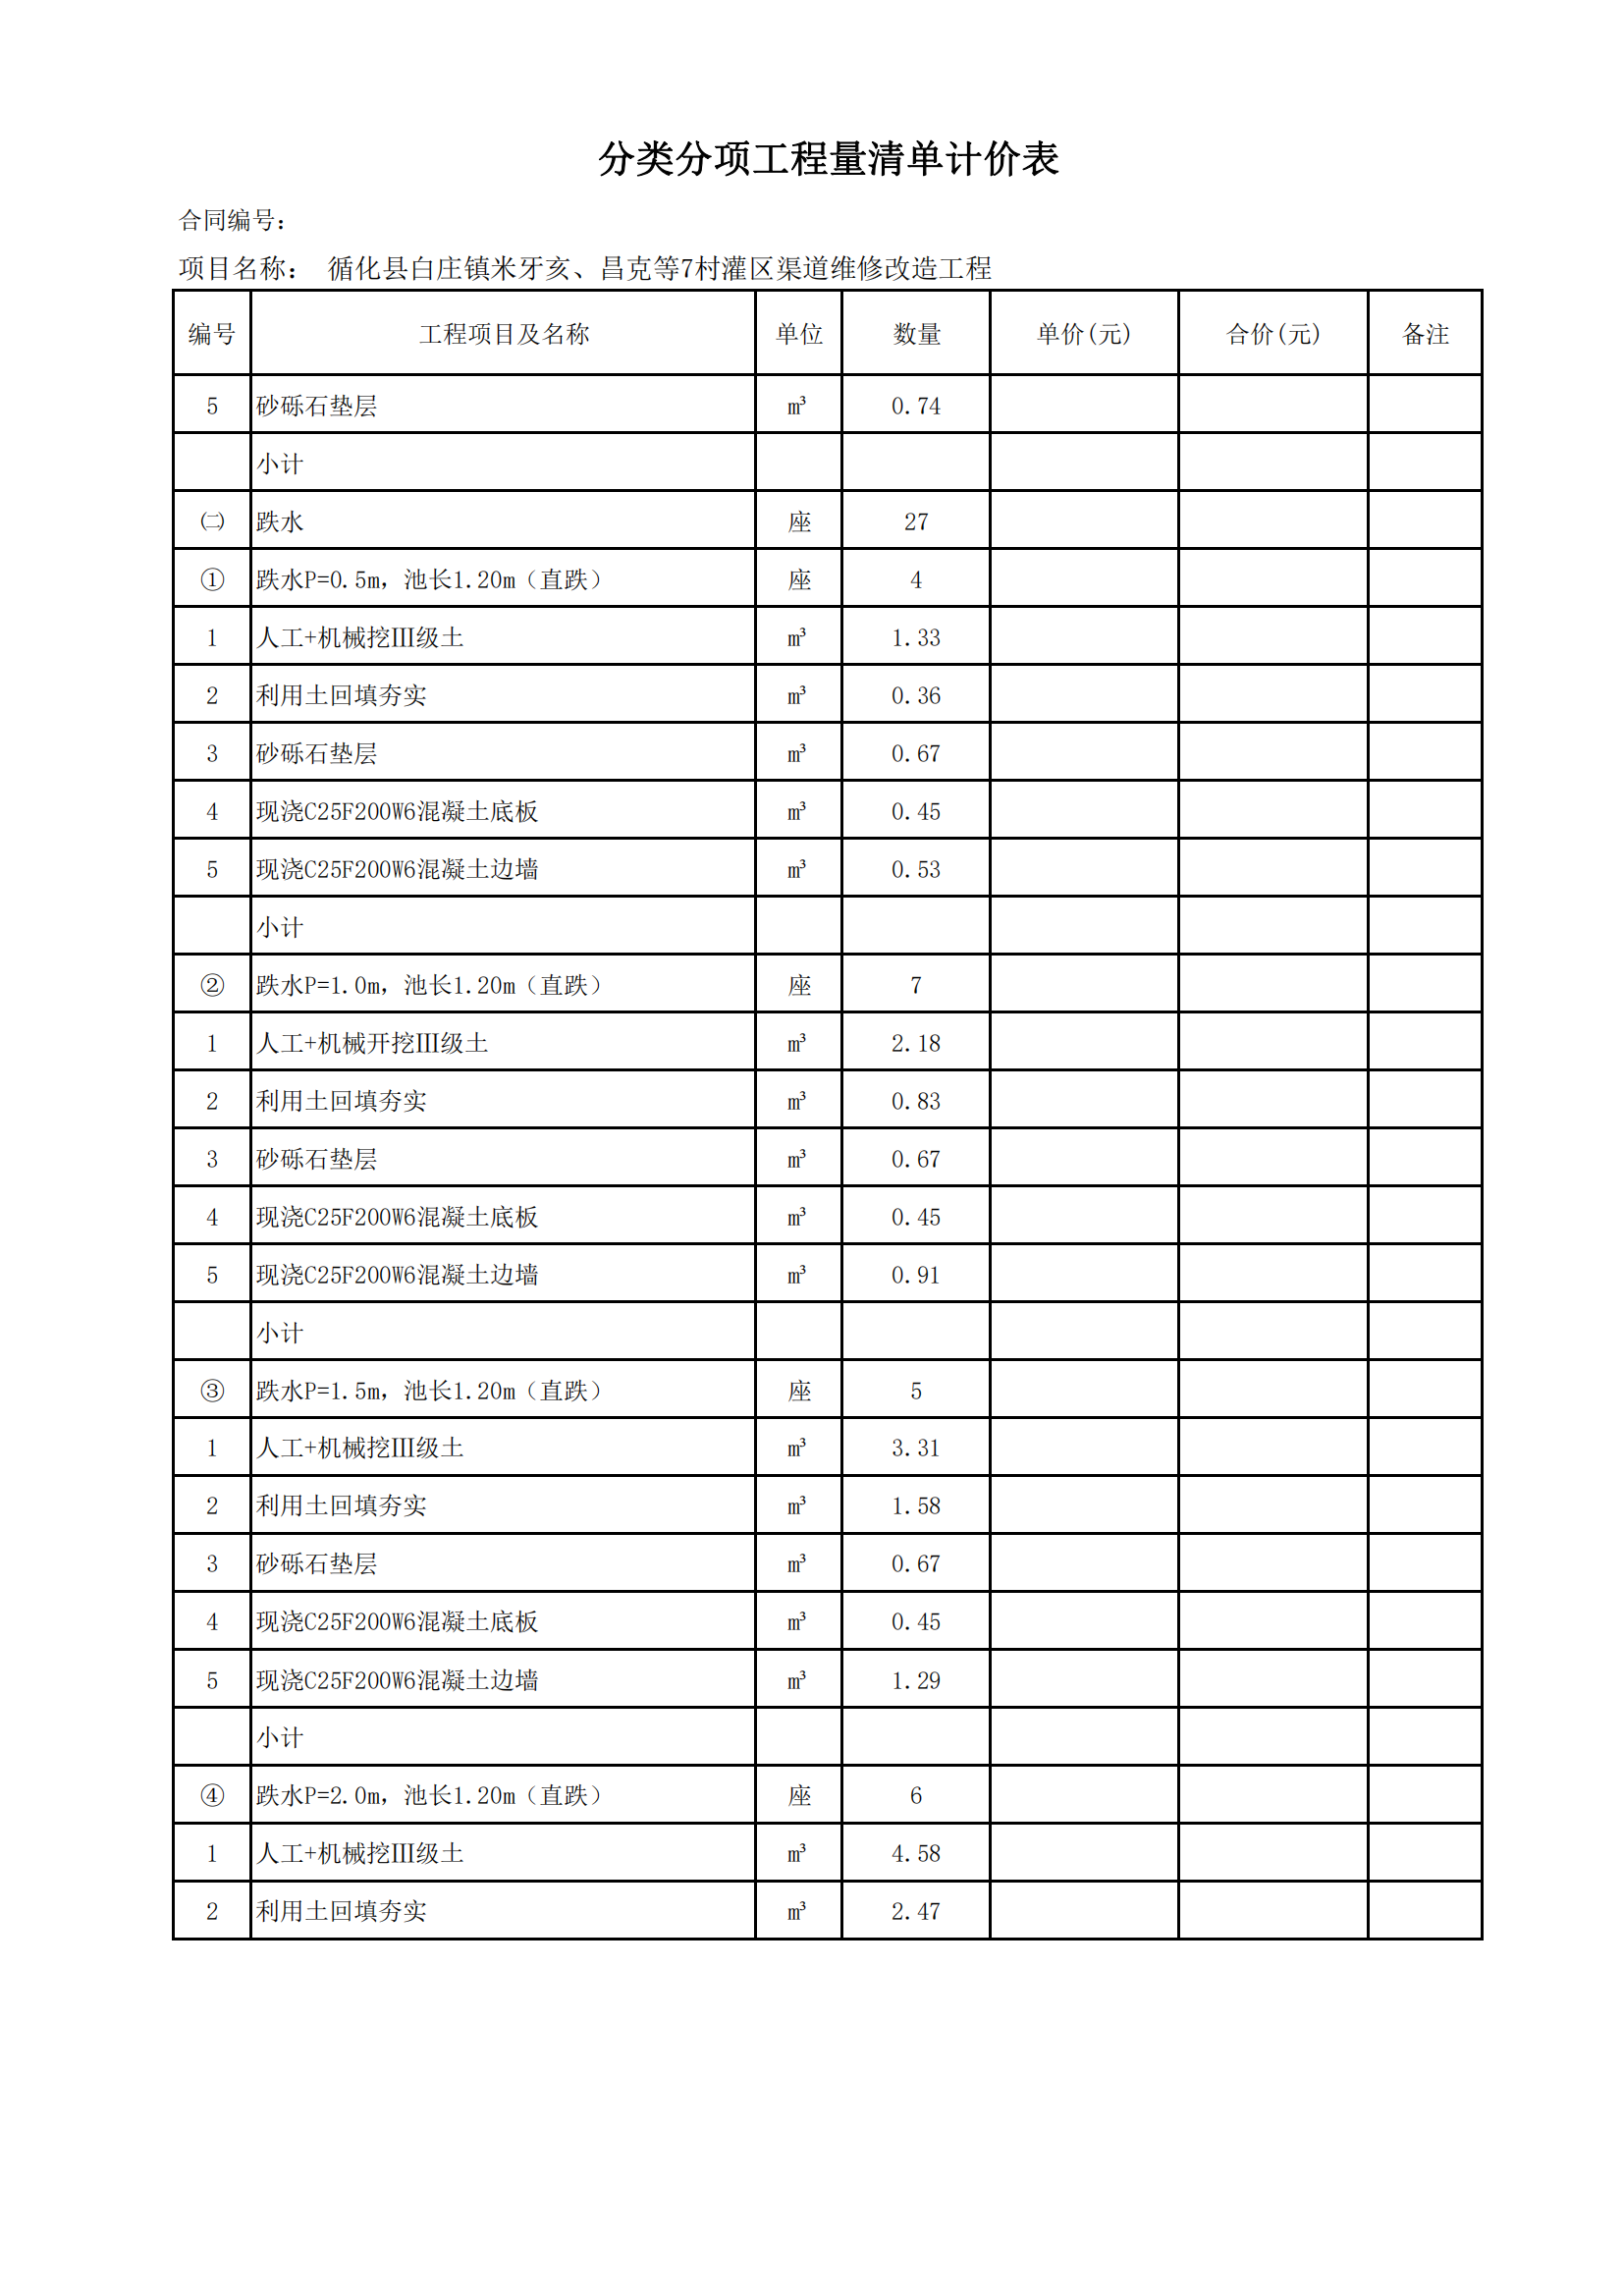 分类分项工程量清单计价表
合同编号：
项目名称： 循化县白庄镇米牙亥、昌克等7村灌区渠道维修改造工程
编号 工程项目及名称 单位 数量 单价(元) 合价(元) 备注
5 砂砾石垫层 m³ 0.74
小计
㈡ 跌水 座 27
① 跌水P=0.5m，池长1.20m（直跌） 座 4
1 人工+机械挖Ⅲ级土 m³ 1.33
2 利用土回填夯实 m³ 0.36
3 砂砾石垫层 m³ 0.67
4 现浇C25F200W6混凝土底板 m³ 0.45
5 现浇C25F200W6混凝土边墙 m³ 0.53
小计
② 跌水P=1.0m，池长1.20m（直跌） 座 7
1 人工+机械开挖Ⅲ级土 m³ 2.18
2 利用土回填夯实 m³ 0.83
3 砂砾石垫层 m³ 0.67
4 现浇C25F200W6混凝土底板 m³ 0.45
5 现浇C25F200W6混凝土边墙 m³ 0.91
小计
③ 跌水P=1.5m，池长1.20m（直跌） 座 5
1 人工+机械挖Ⅲ级土 m³ 3.31
2 利用土回填夯实 m³ 1.58
3 砂砾石垫层 m³ 0.67
4 现浇C25F200W6混凝土底板 m³ 0.45
5 现浇C25F200W6混凝土边墙 m³ 1.29
小计
④ 跌水P=2.0m，池长1.20m（直跌） 座 6
1 人工+机械挖Ⅲ级土 m³ 4.58
2 利用土回填夯实 m³ 2.47